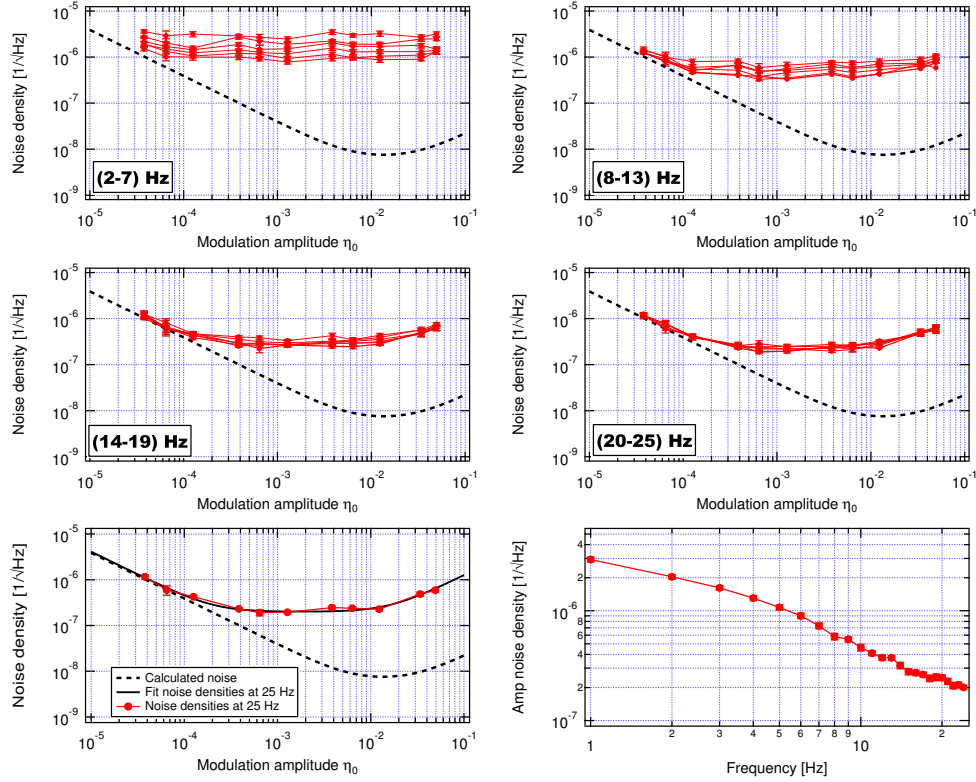 Noise density [1/√Hz]
10-5
10-6
10-7
10-8
10-9
(2-7) Hz
10-5 10-4 10-3 10-2 10-1
Modulation amplitude η0
Noise density [1/√Hz]
10-5
10-6
10-7
10-8
10-9
(8-13) Hz
10-5 10-4 10-3 10-2 10-1
Modulation amplitude η0
Noise density [1/√Hz]
10-5
10-6
10-7
10-8
10-9
(14-19) Hz
10-5 10-4 10-3 10-2 10-1
Modulation amplitude η0
Noise density [1/√Hz]
10-5
10-6
10-7
10-8
10-9
(20-25) Hz
10-5 10-4 10-3 10-2 10-1
Modulation amplitude η0
Noise density [1/√Hz]
10-5
10-6
10-7
10-8
10-9
Calculated noise
Fit noise densities at 25 Hz
Noise densities at 25 Hz
10-5 10-4 10-3 10-2 10-1
Modulation amplitude η0
Amp noise density [1/√Hz]
4
2
10-6
8
6
4
2
10-7
1 2 3 4 5 6 7 8 9 10 2
Frequency [Hz]